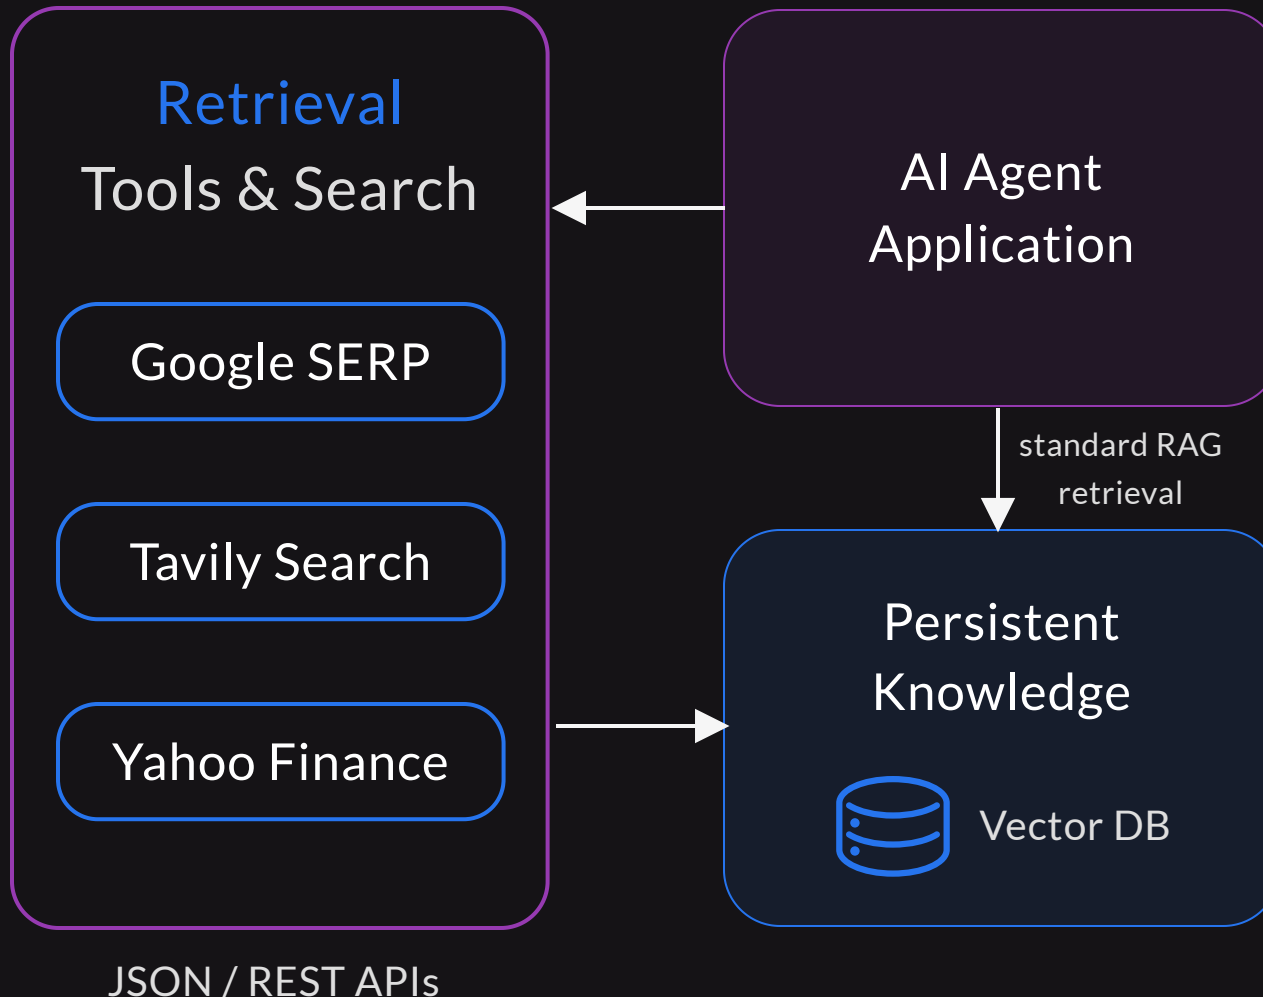 Retrieval
Tools & Search
Google SERP
Tavily Search
Yahoo Finance
JSON / REST APIs
AI Agent
Application
standard RAG
retrieval
Persistent
Knowledge
Vector DB